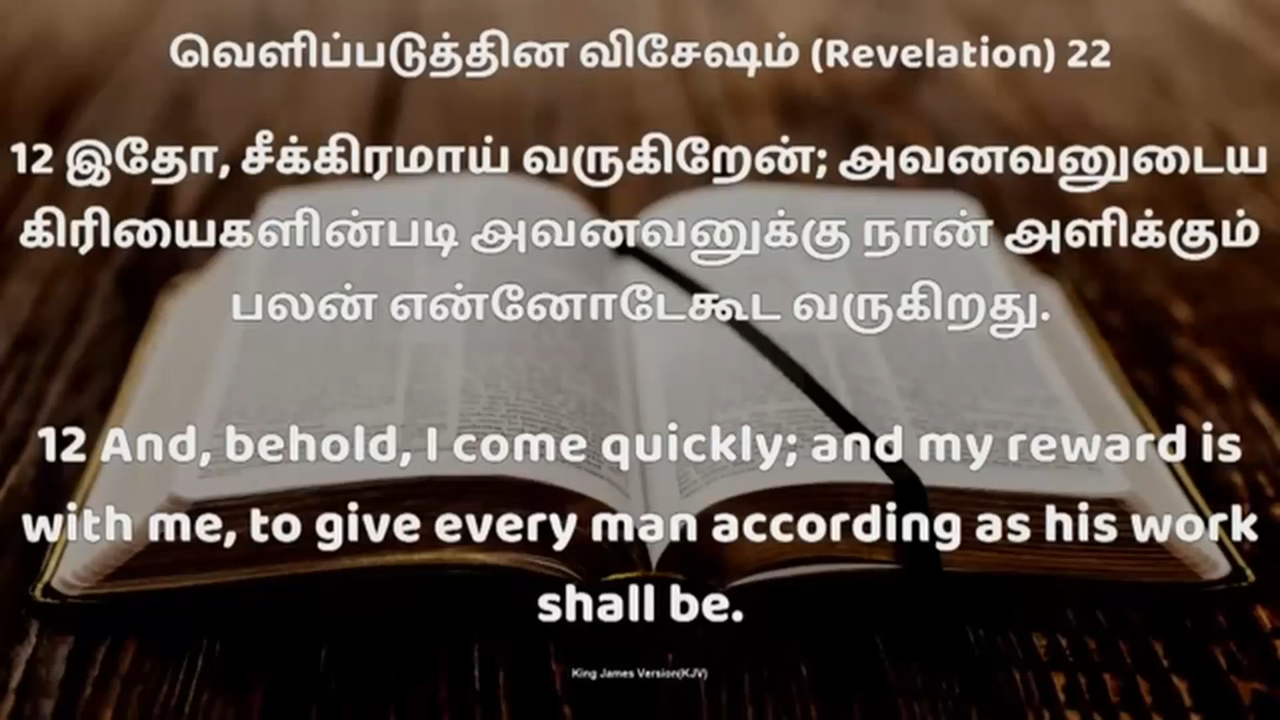 வெளிப்படுத்தின விசேஷம் (Revelation) 22
12 இதோ, சீக்கிரமாய் வருகிறேன்; அவனவனுடைய
கிரியைகளின்படி அவனவனுக்கு நான் அளிக்கும்
பலன் என்னோடேகூட வருகிறது.
12 And, behold, I come quickly; and my reward is
with me, to give every man according as his work
shall be.
King James Version(KJV)